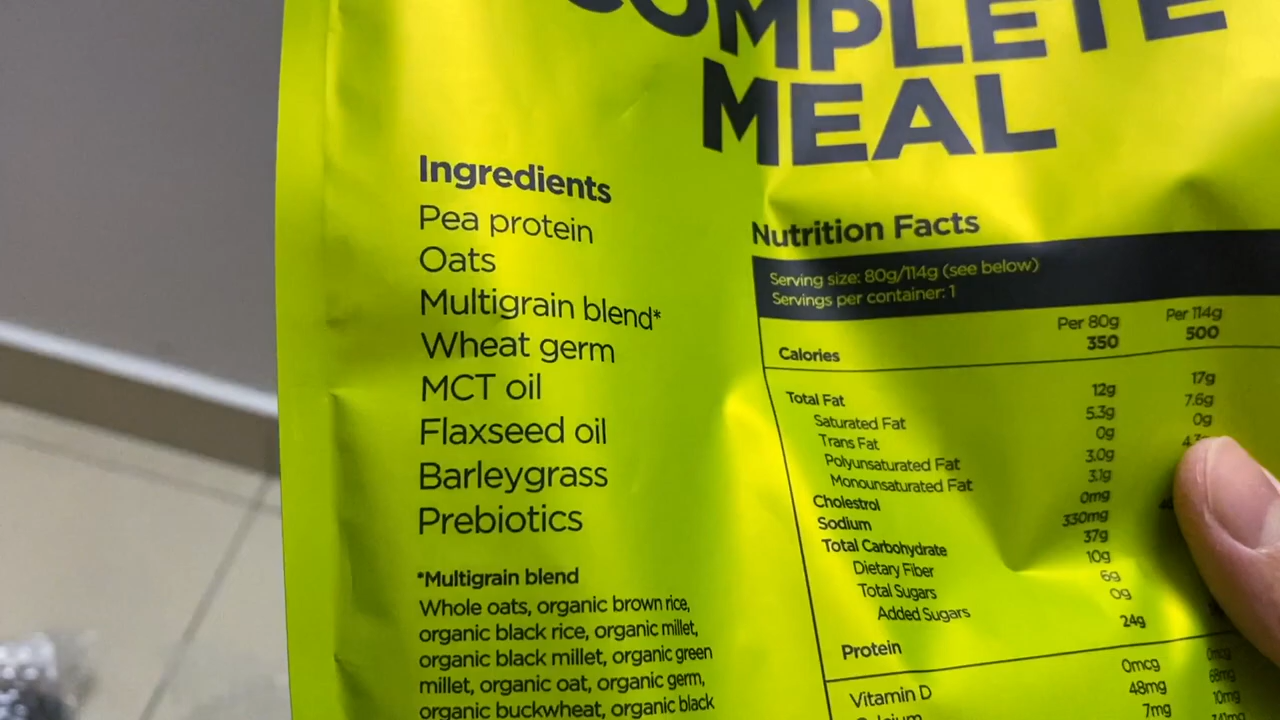 COMPLETE
MEAL
Ingredients
Pea protein
Oats
Multigrain blend*
Wheat germ
MCT oil
Flaxseed oil
Barleygrass
Prebiotics
*Multigrain blend
Whole oats, organic brown rice,
organic black rice, organic millet,
organic black millet, organic green
millet, organic oat, organic germ,
organic buckwheat, organic black
Nutrition Facts
Serving size: 80g/114g (see below)
Servings per container: 1
Per 80g Per 114g
Calories 350 500
Total Fat 12g 17g
Saturated Fat 5.3g 7.6g
Trans Fat 0g 0g
Polyunsaturated Fat 3.0g
Monounsaturated Fat 3.1g
Cholestrol 0mg
Sodium 330mg
Total Carbohydrate 37g
Dietary Fiber 10g
Total Sugars 6g
Added Sugars 0g
Protein 24g
Vitamin D 0mcg 0mcg
Calcium 48mg 68mg
7mg 10mg
141mg